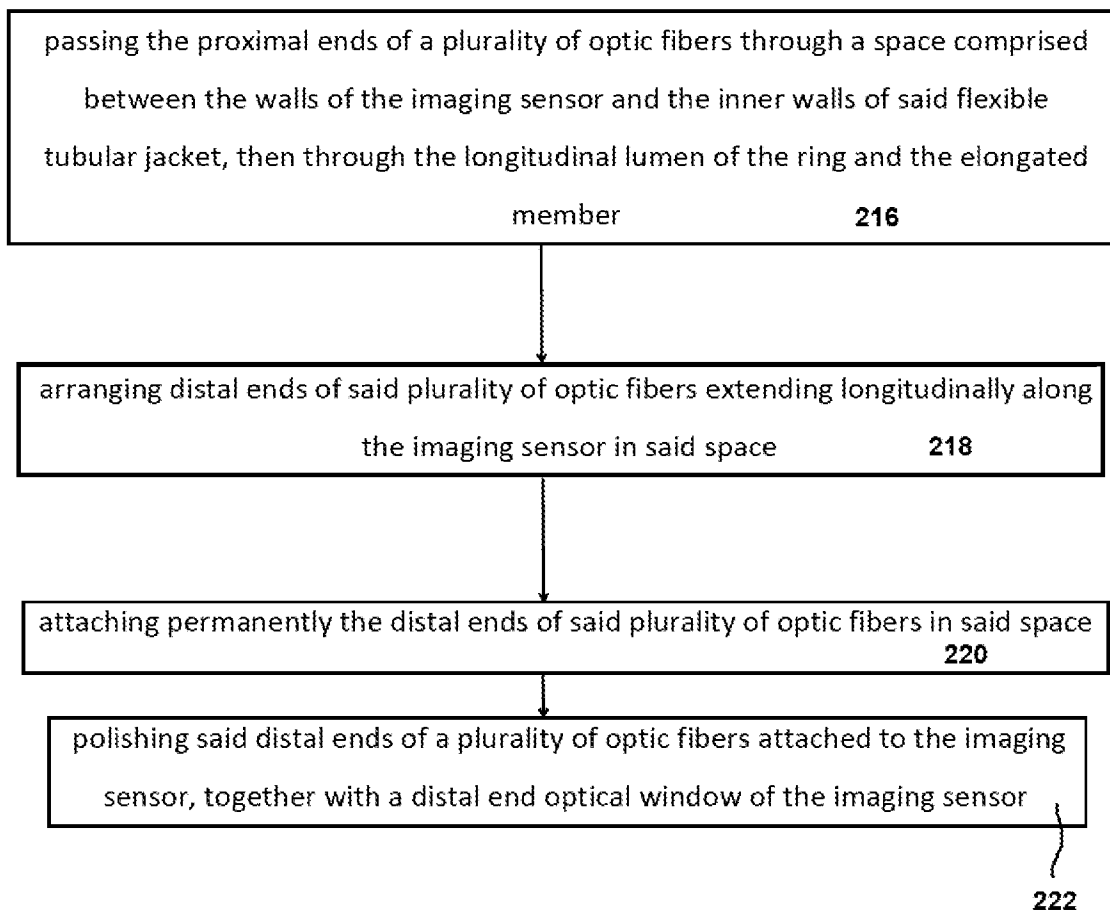 passing the proximal ends of a plurality of optic fibers through a space comprised
between the walls of the imaging sensor and the inner walls of said flexible
tubular jacket, then through the longitudinal lumen of the ring and the elongated
member 216
arranging distal ends of said plurality of optic fibers extending longitudinally along
the imaging sensor in said space 218
attaching permanently the distal ends of said plurality of optic fibers in said space
220
polishing said distal ends of a plurality of optic fibers attached to the imaging
sensor, together with a distal end optical window of the imaging sensor
222